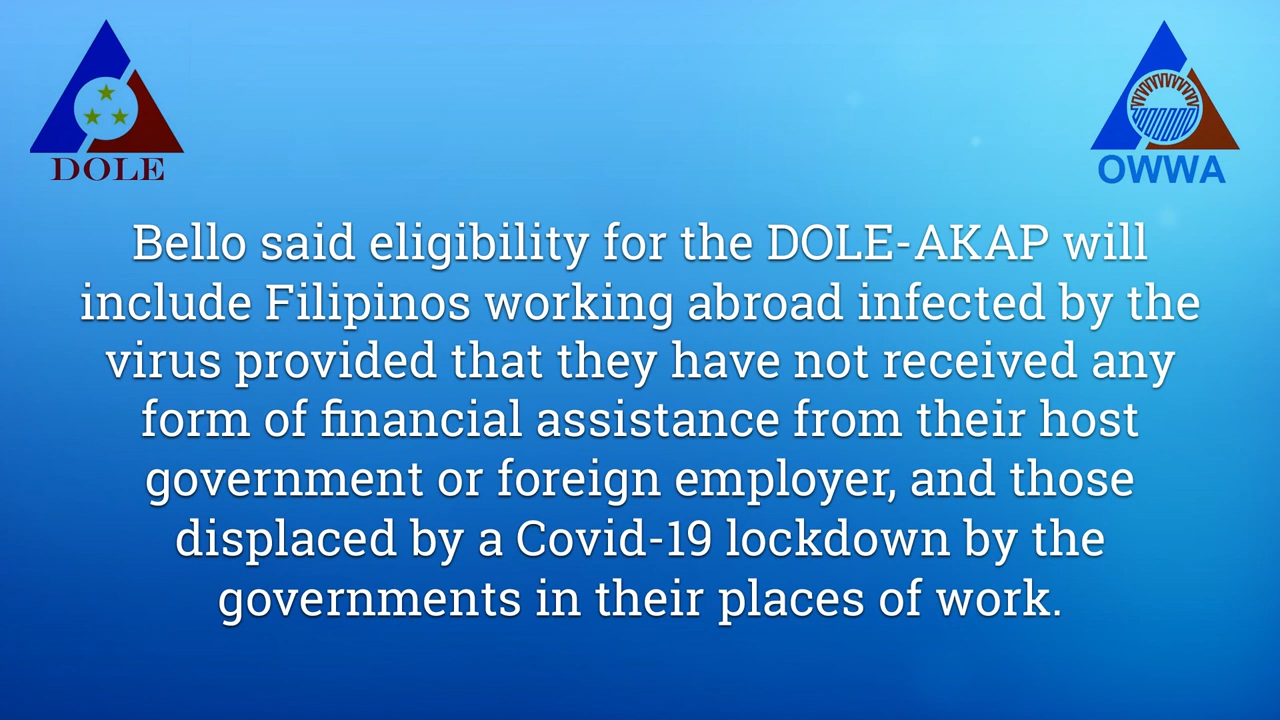 DOLE
OWWA
Bello said eligibility for the DOLE-AKAP will
include Filipinos working abroad infected by the
virus provided that they have not received any
form of financial assistance from their host
government or foreign employer, and those
displaced by a Covid-19 lockdown by the
governments in their places of work.